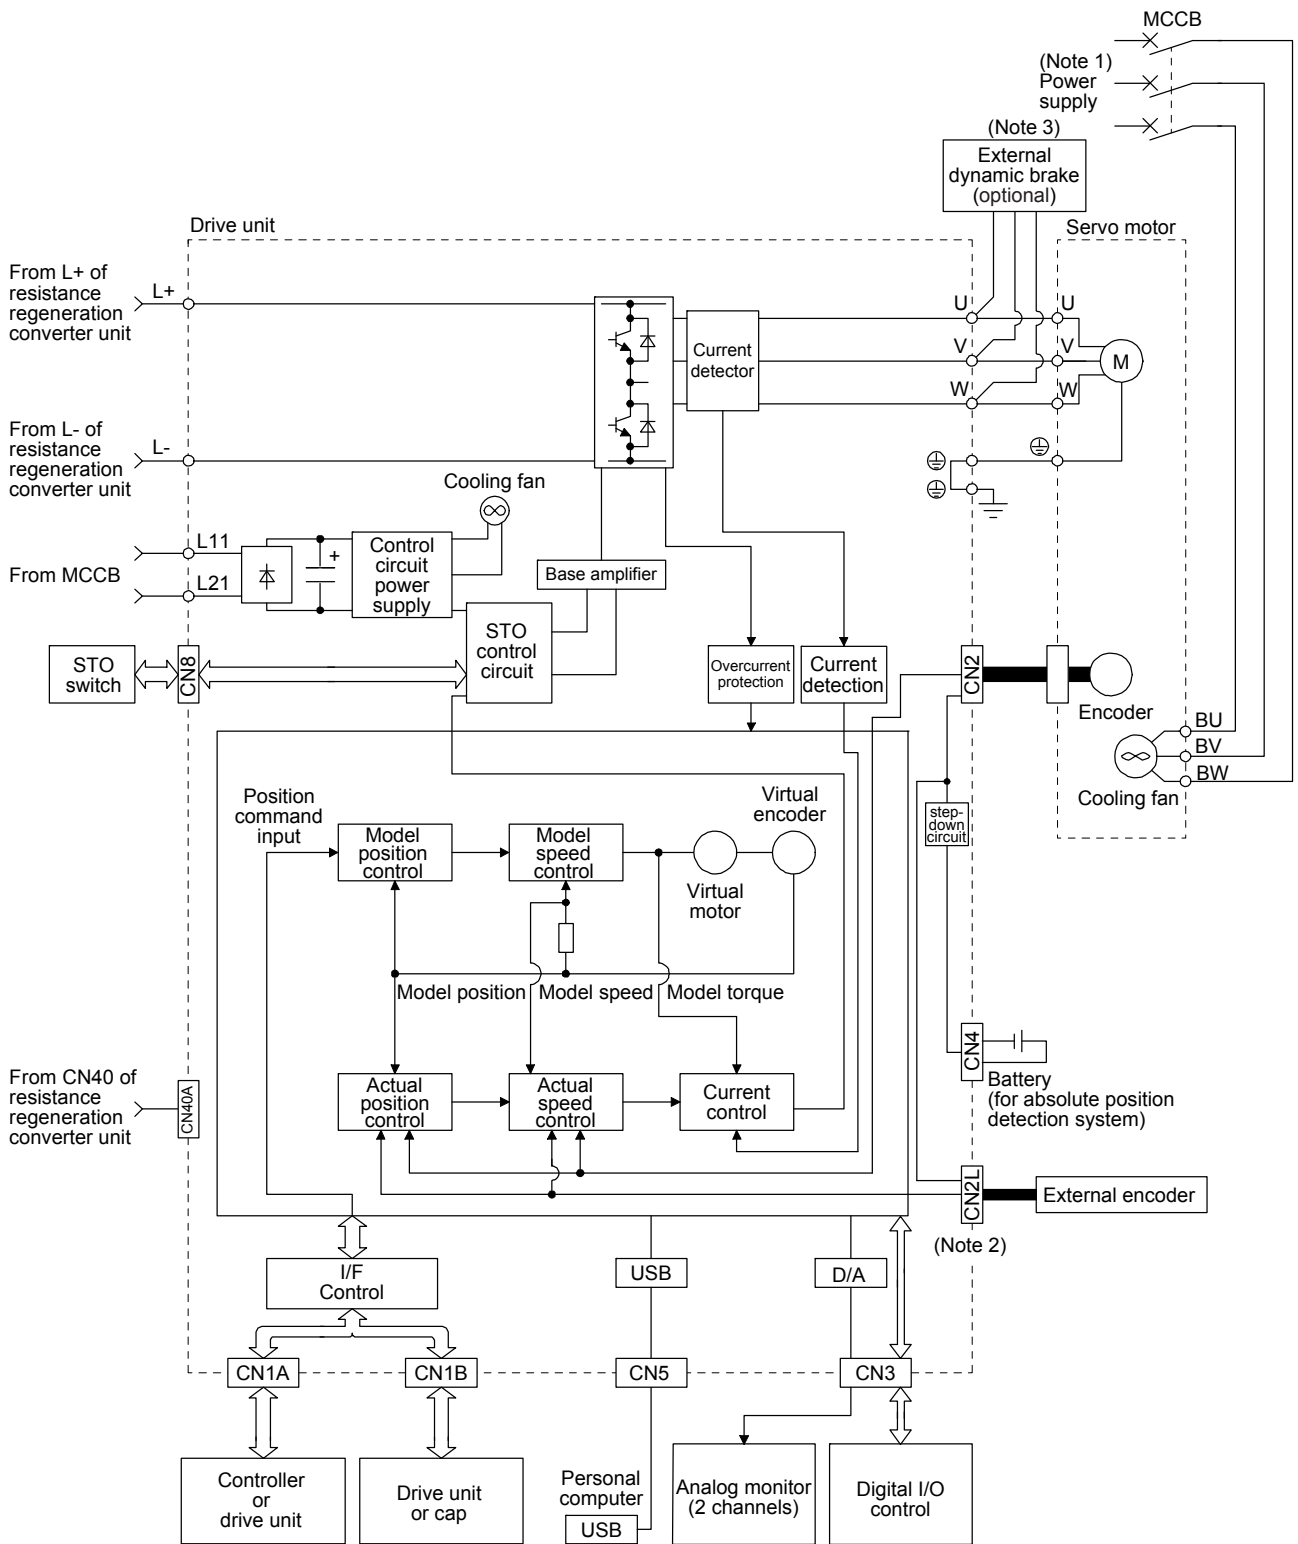 MCCB
(Note 1)
Power
supply
(Note 3)
External
dynamic brake
(optional)
Drive unit
Servo motor
From L+ of
resistance
regeneration
converter unit
L+
U
U
V
V
W
W
Current
detector
M
From L- of
resistance
regeneration
converter unit
L-
Cooling fan
L11
From MCCB
L21
+
Control
circuit
power
supply
Base amplifier
STO
control
circuit
STO
switch
CN8
Overcurrent
protection
Current
detection
CN2
Encoder
BU
BV
BW
Cooling fan
step-
down
circuit
Position
command
input
Model
position
control
Model
speed
control
Virtual
encoder
Virtual
motor
Model position
Model speed
Model torque
From CN40 of
resistance
regeneration
converter unit
CN40A
Actual
position
control
Actual
speed
control
Current
control
CN4
Battery
(for absolute position
detection system)
CN2L
External encoder
(Note 2)
I/F
Control
USB
D/A
CN1A
CN1B
CN5
CN3
Controller
or
drive unit
Drive unit
or cap
Personal
computer
USB
Analog monitor
(2 channels)
Digital I/O
control